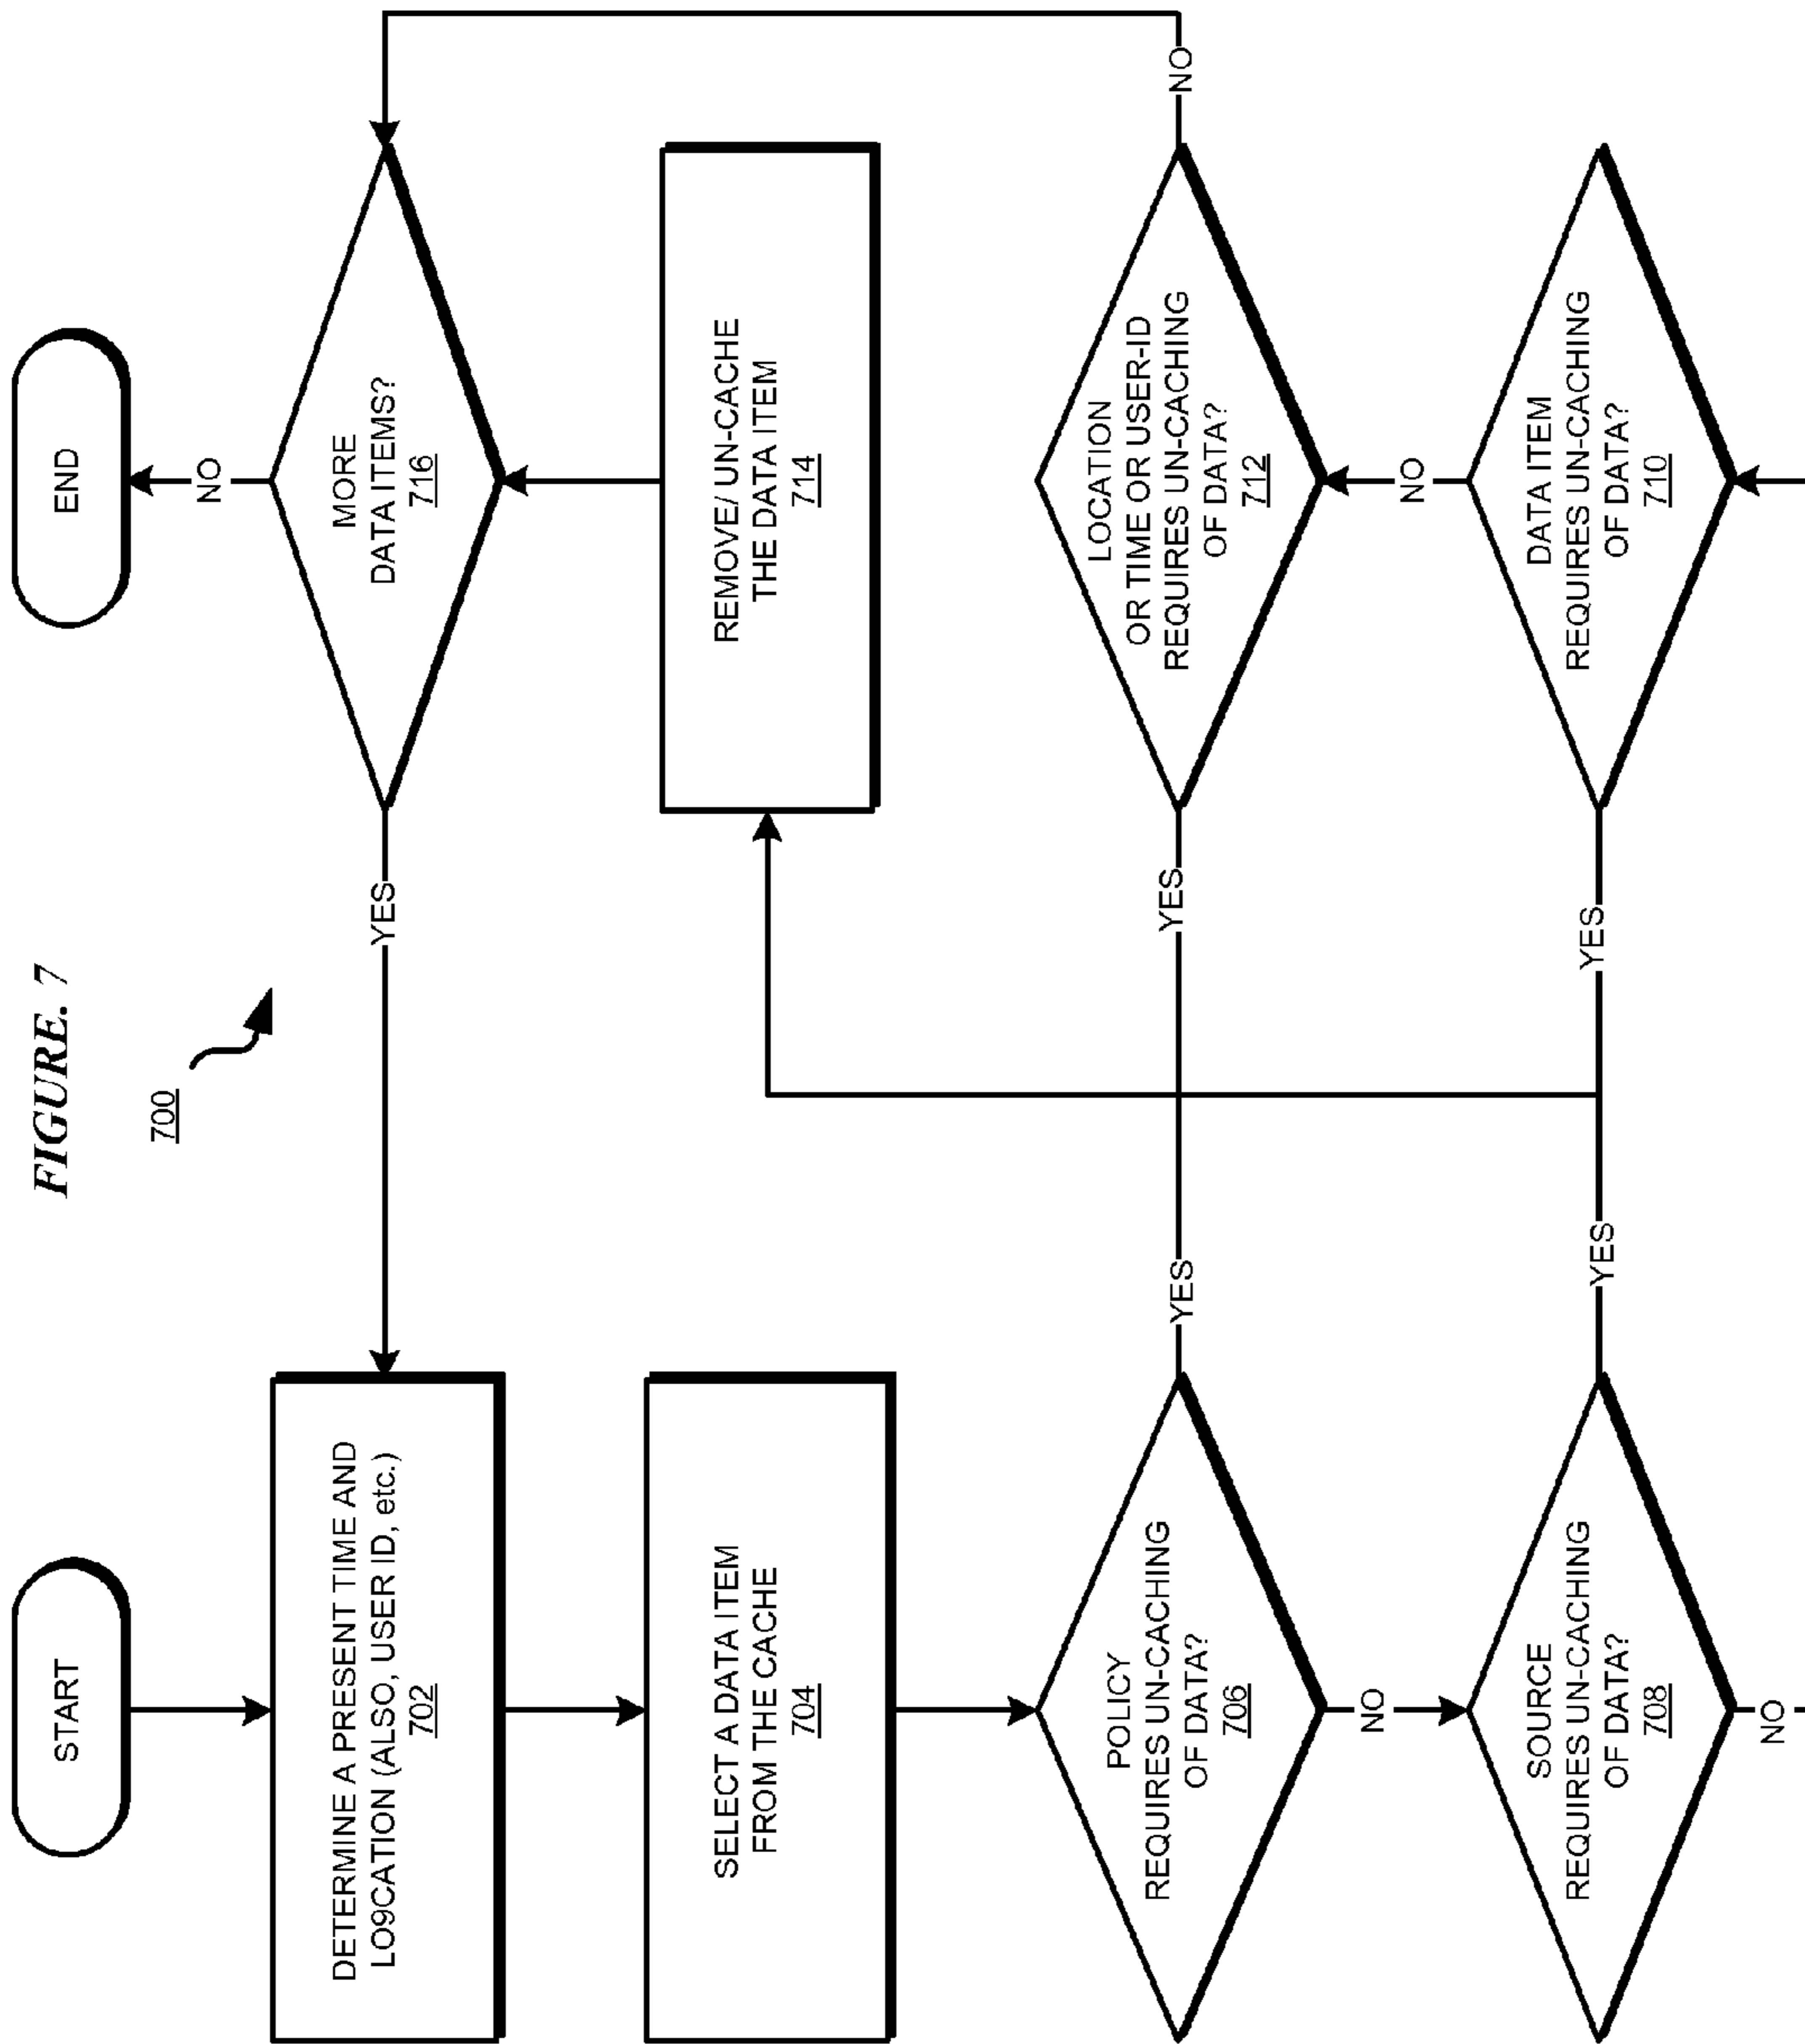 FIGURE. 7
700
START
DETERMINE A PRESENT TIME AND
LO9CATION (ALSO, USER ID, etc.)
702
SELECT A DATA ITEM
FROM THE CACHE
704
POLICY
REQUIRES UN-CACHING
OF DATA?
706
YES
NO
SOURCE
REQUIRES UN-CACHING
OF DATA?
708
YES
NO
DATA ITEM
REQUIRES UN-CACHING
OF DATA?
710
YES
NO
LOCATION
OR TIME OR USER-ID
REQUIRES UN-CACHING
OF DATA?
712
YES
NO
REMOVE/ UN-CACHE
THE DATA ITEM
714
MORE
DATA ITEMS?
716
YES
NO
END